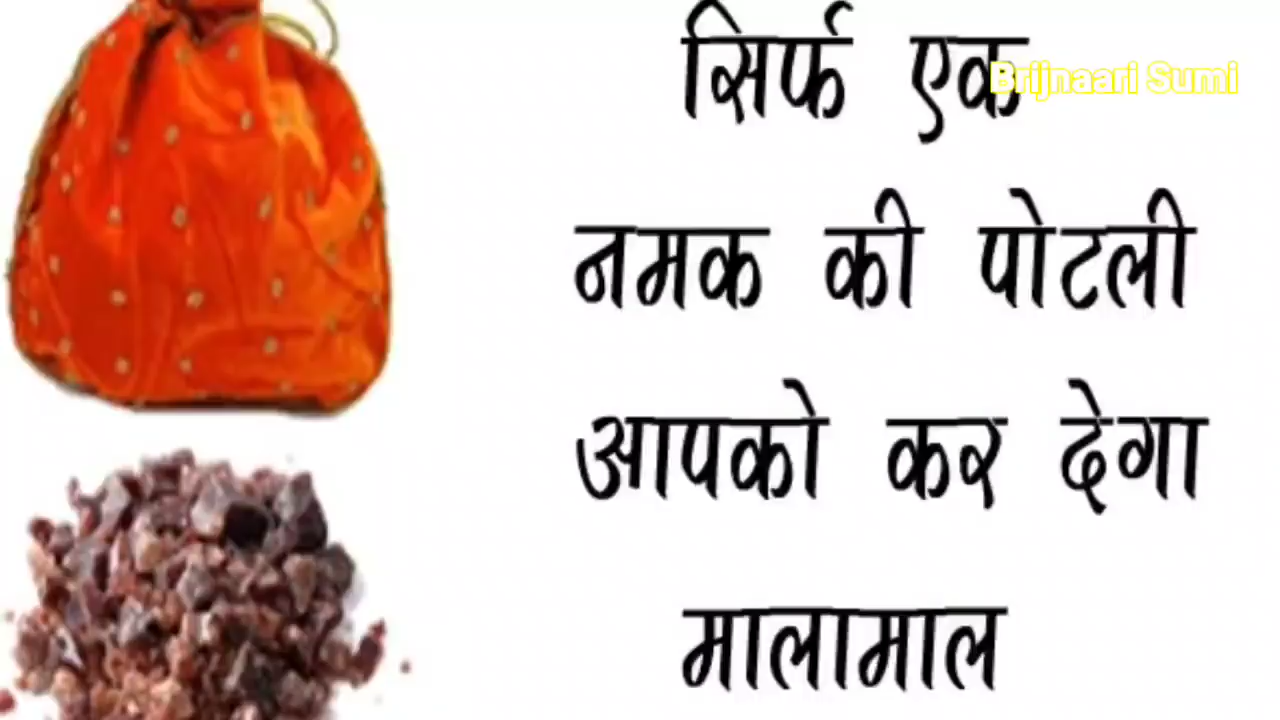 सिर्फ एक
Brijnaari Sumi
नमक की पोटली
आपको कर देगा
मालामाल